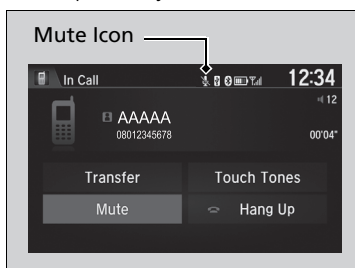 Mute Icon
In Call 12:34
12
AAAAA
08012345678 00'04"
Transfer Touch Tones
Mute Hang Up